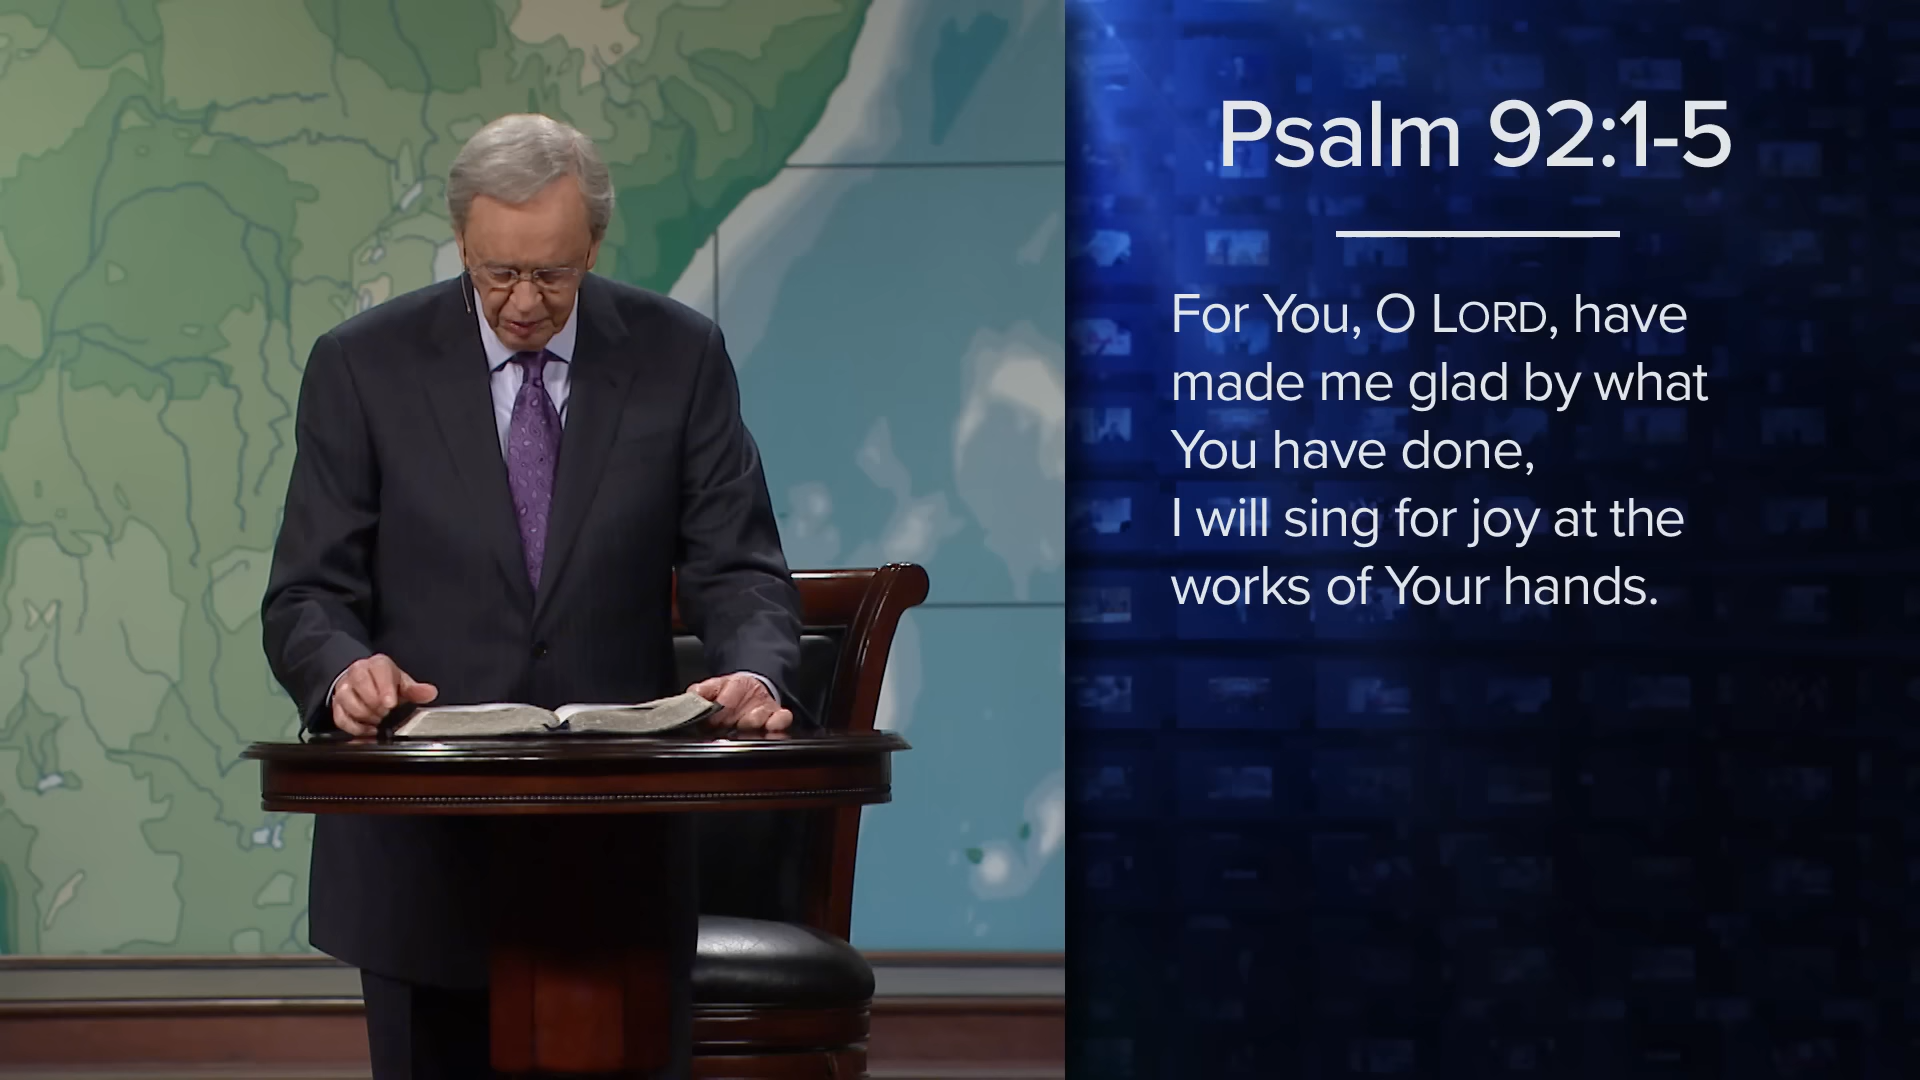 Psalm 92:1-5
For You, O LORD, have
made me glad by what
You have done,
I will sing for joy at the
works of Your hands.